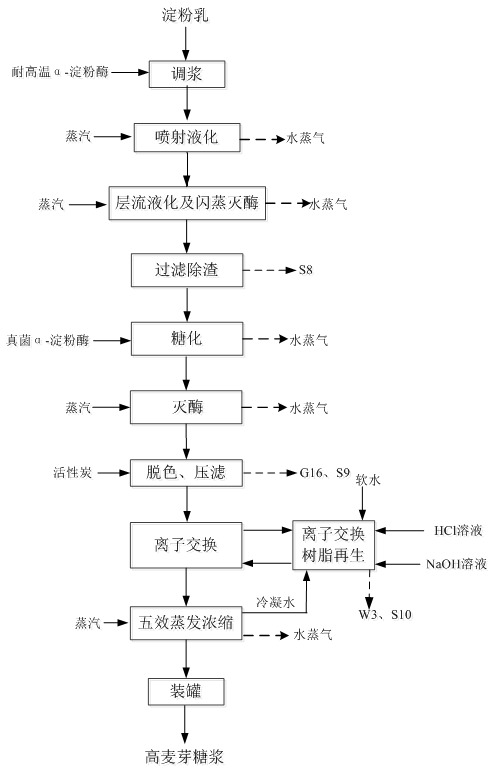 淀粉乳
耐高温α-淀粉酶
调浆
蒸汽
喷射液化
水蒸气
蒸汽
层流液化及闪蒸灭酶
水蒸气
过滤除渣
S8
真菌α-淀粉酶
糖化
水蒸气
蒸汽
灭酶
水蒸气
活性炭
脱色、压滤
G16、S9
软水
离子交换
离子交换
树脂再生
HCl溶液
NaOH溶液
冷凝水
W3、S10
蒸汽
五效蒸发浓缩
水蒸气
装罐
高麦芽糖浆